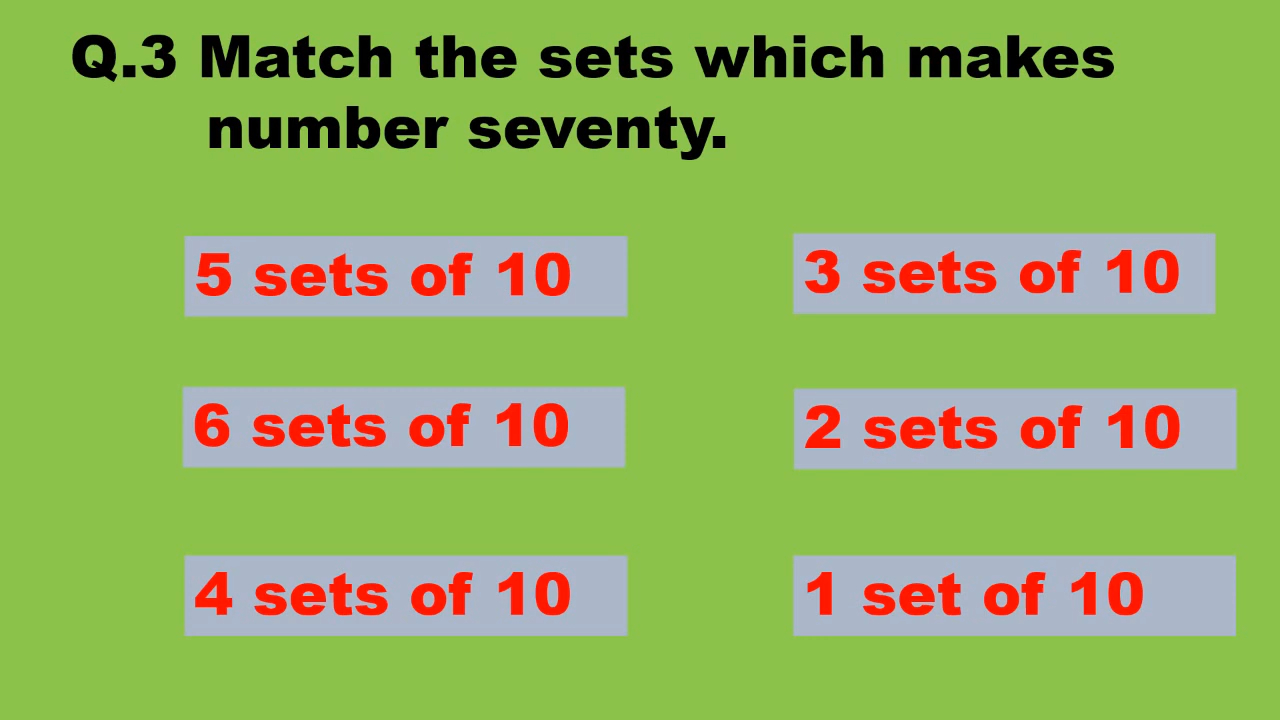 Q.3 Match the sets which makes
number seventy.
5 sets of 10
3 sets of 10
6 sets of 10
2 sets of 10
4 sets of 10
1 set of 10